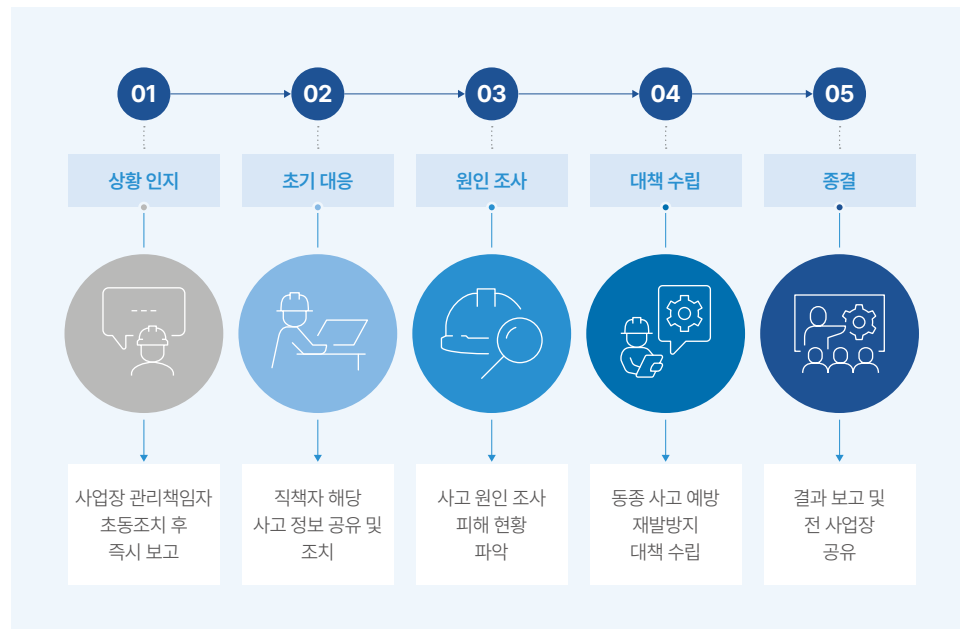 01
02
03
04
05
상황 인지
초기 대응
원인 조사
대책 수립
종결
사업장 관리책임자
초동조치 후
즉시 보고
직책자 해당
사고 정보 공유 및
조치
사고 원인 조사
피해 현황
파악
동종 사고 예방
재발방지
대책 수립
결과 보고 및
전 사업장
공유